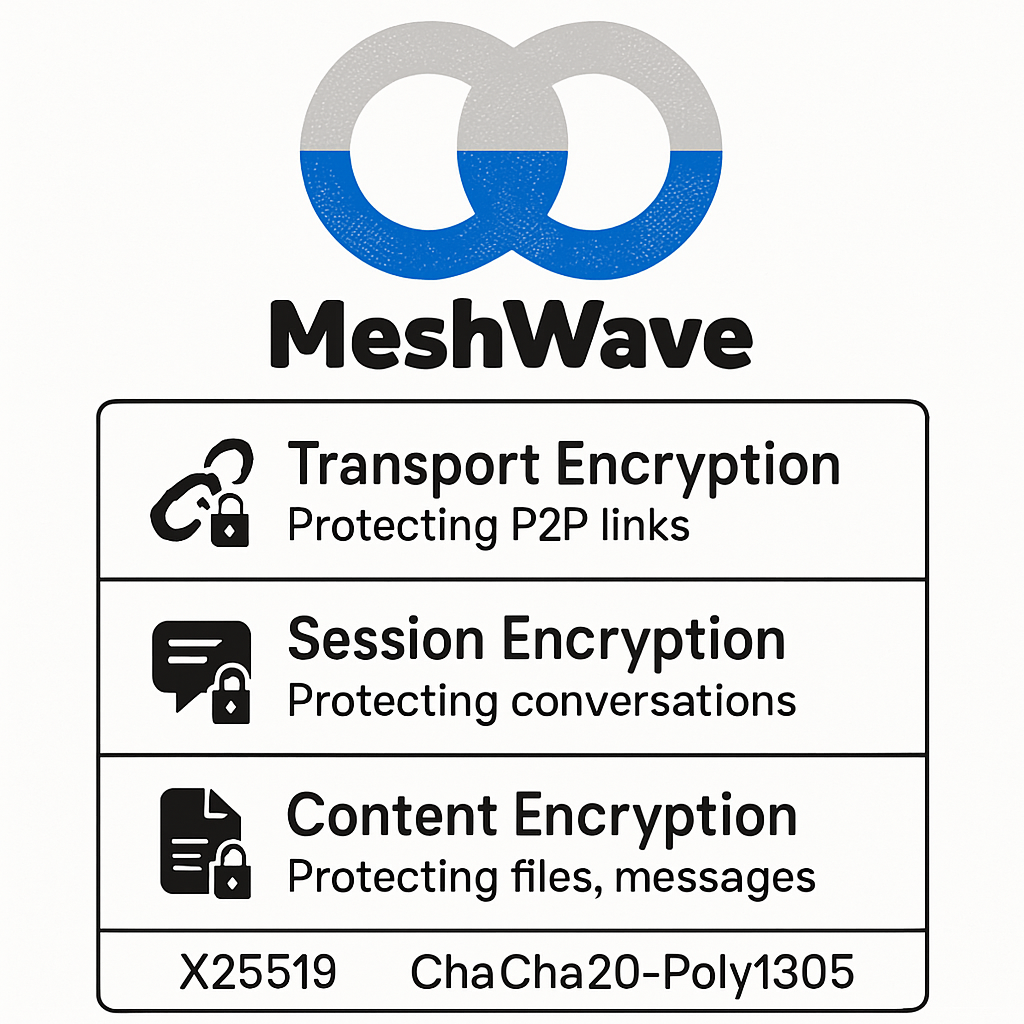 MeshWave
Transport Encryption
Protecting P2P links
Session Encryption
Protecting conversations
Content Encryption
Protecting files, messages
X25519 ChaCha20-Poly1305